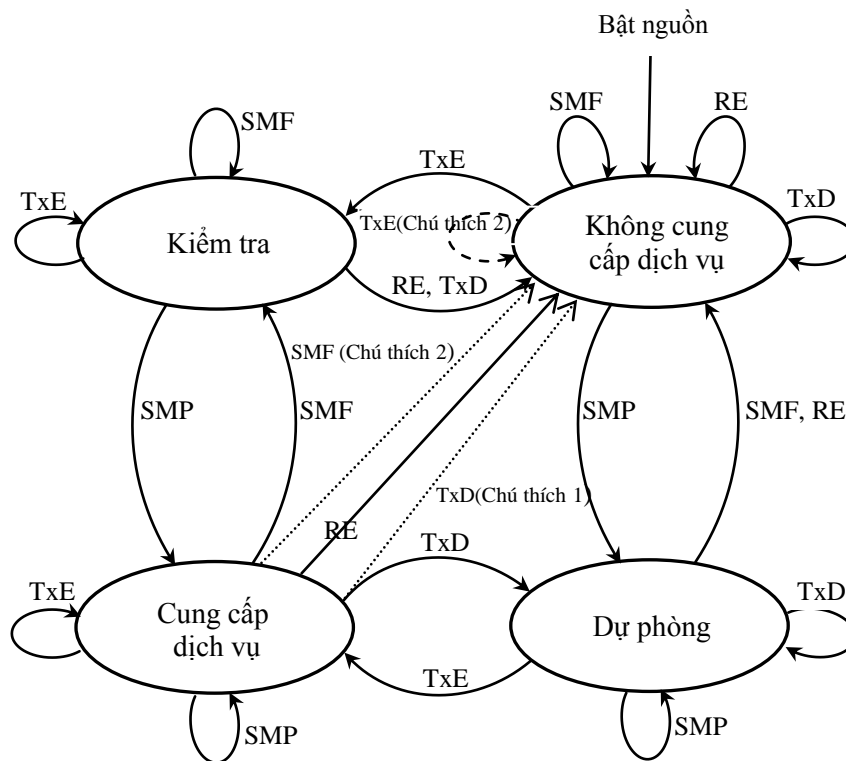 Bật nguồn
SMF
SMF
RE
TxE
TxE
TxE(Chú thích 2)
TxD
Kiểm tra
Không cung
cấp dịch vụ
RE, TxD
SMF (Chú thích 2)
SMP
SMF
SMP
SMF, RE
TxD(Chú thích 1)
RE
TxD
TxE
TxD
Cung cấp
dịch vụ
Dự phòng
TxE
SMP
SMP